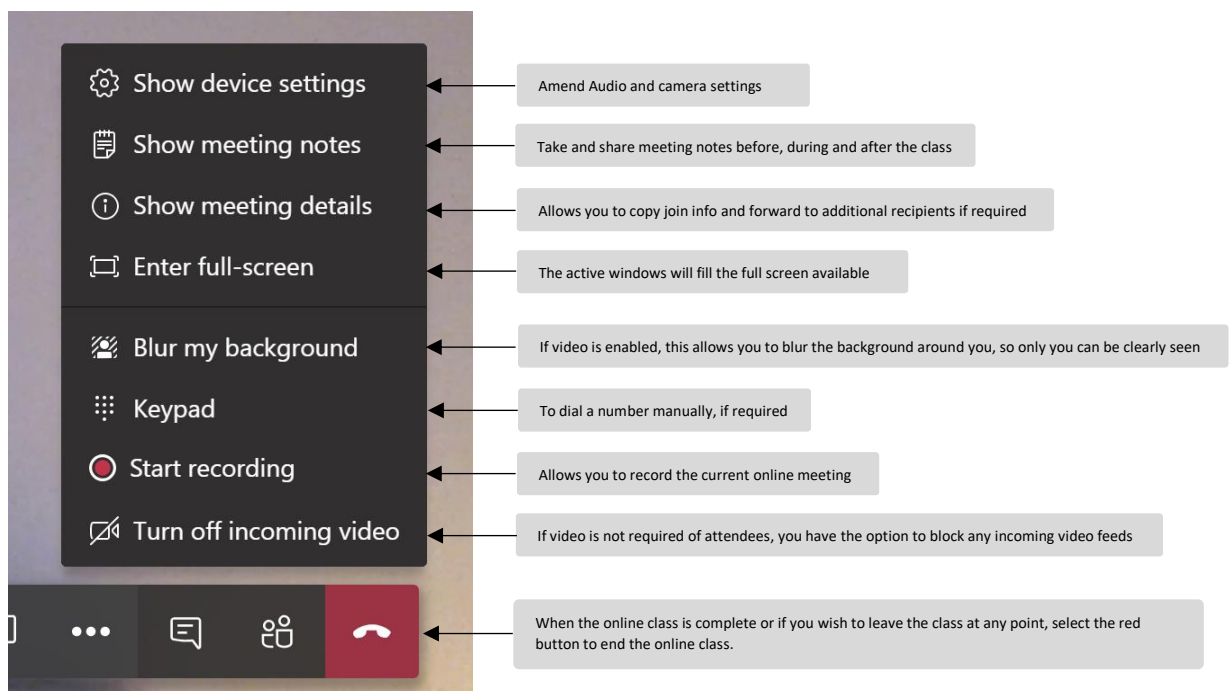 Show device settings
Amend Audio and camera settings
Show meeting notes
Take and share meeting notes before, during and after the class
Show meeting details
Allows you to copy join info and forward to additional recipients if required
Enter full-screen
The active windows will fill the full screen available
Blur my background
If video is enabled, this allows you to blur the background around you, so only you can be clearly seen
Keypad
To dial a number manually, if required
Start recording
Allows you to record the current online meeting
Turn off incoming video
If video is not required of attendees, you have the option to block any incoming video feeds
When the online class is complete or if you wish to leave the class at any point, select the red
button to end the online class.